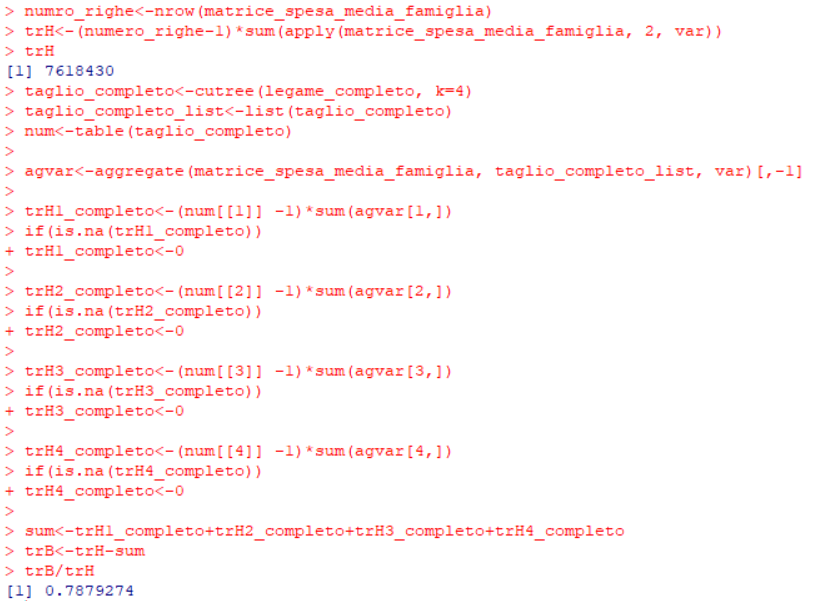 > numro_righe<-nrow(matrice_spesa_media_famiglia)
> trH<-(numero_righe-1)*sum(apply(matrice_spesa_media_famiglia, 2, var))
> trH
[1] 7618430
> taglio_completo<-cutree(legame_completo, k=4)
> taglio_completo_list<-list(taglio_completo)
> num<-table(taglio_completo)
>
> agvar<-aggregate(matrice_spesa_media_famiglia, taglio_completo_list, var)[,-1]
>
> trH1_completo<-(num[[1]] -1)*sum(agvar[1,])
> if(is.na(trH1_completo))
+ trH1_completo<-0
>
> trH2_completo<-(num[[2]] -1)*sum(agvar[2,])
> if(is.na(trH2_completo))
+ trH2_completo<-0
>
> trH3_completo<-(num[[3]] -1)*sum(agvar[3,])
> if(is.na(trH3_completo))
+ trH3_completo<-0
>
> trH4_completo<-(num[[4]] -1)*sum(agvar[4,])
> if(is.na(trH4_completo))
+ trH4_completo<-0
>
> sum<-trH1_completo+trH2_completo+trH3_completo+trH4_completo
> trB<-trH-sum
> trB/trH
[1] 0.7879274